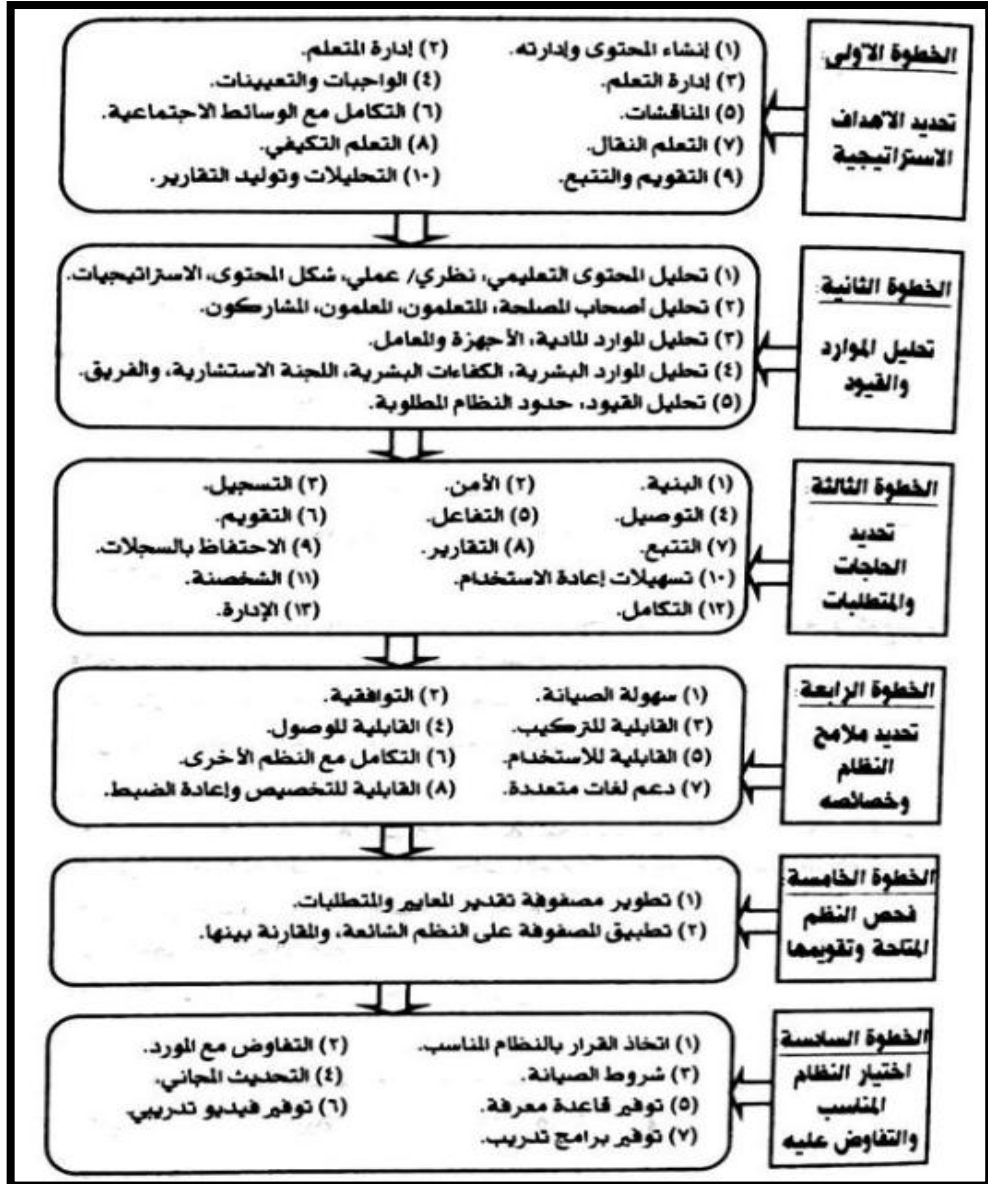 الخطوة الأولى:
تحديد الأهداف
الاستراتيجية
(١) إنشاء المحتوى وإدارته. (٢) إدارة المتعلم.
(٣) إدارة التعلم. (٤) الواجبات والتعيينات.
(٥) المناقشات. (٦) التكامل مع الوسائط الاجتماعية.
(٧) التعلم النقال. (٨) التعلم التكيفي.
(٩) التقويم والتتبع. (١٠) التحليلات وتوليد التقارير.
الخطوة الثانية:
تحليل الموارد
والقيود
(١) تحليل المحتوى التعليمي، نظري/ عملي، شكل المحتوى، الاستراتيجيات.
(٢) تحليل أصحاب المصلحة، المتعلمون، المعلمون، المشاركون.
(٣) تحليل الموارد المادية، الأجهزة والمعامل.
(٤) تحليل الموارد البشرية، الكفاءات البشرية، اللجنة الاستشارية، والفريق.
(٥) تحليل القيود، حدود النظام المطلوبة.
الخطوة الثالثة:
تحديد
الحاجات
والمتطلبات
(١) البنية. (٢) الأمن. (٣) التسجيل.
(٤) التوصيل. (٥) التفاعل. (٦) التقويم.
(٧) التتبع. (٨) التقارير. (٩) الاحتفاظ بالسجلات.
(١٠) تسهيلات إعادة الاستخدام. (١١) الشخصنة.
(١٢) التكامل. (١٣) الإدارة.
الخطوة الرابعة:
تحديد ملامح
النظام
وخصائصه
(١) سهولة الصيانة. (٢) التوافقية.
(٣) القابلية للتركيب. (٤) القابلية للوصول.
(٥) القابلية للاستخدام. (٦) التكامل مع النظم الأخرى.
(٧) دعم لغات متعددة. (٨) القابلية للتخصيص وإعادة الضبط.
الخطوة الخامسة:
فحص النظم
المتاحة وتقويمها
(١) تطوير مصفوفة تقدير المعايير والمتطلبات.
(٢) تطبيق المصفوفة على النظم الشائعة، والمقارنة بينها.
الخطوة السادسة
اختيار النظام
المناسب
والتفاوض عليه
(١) اتخاذ القرار بالنظام المناسب. (٢) التفاوض مع المورد.
(٣) شروط الصيانة. (٤) التحديث المجاني.
(٥) توفير قاعدة معرفة. (٦) توفير فيديو تدريبي.
(٧) توفير برامج تدريب.